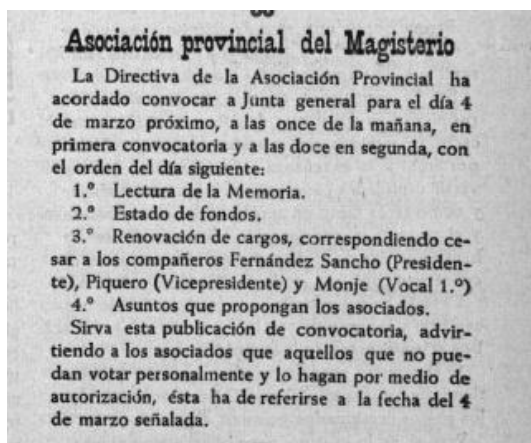 Asociación provincial del Magisterio
La Directiva de la Asociación Provincial ha
acordado convocar a Junta general para el día 4
de marzo próximo, a las once de la mañana, en
primera convocatoria y a las doce en segunda, con
el orden del día siguiente:
1.º Lectura de la Memoria.
2.º Estado de fondos.
3.º Renovación de cargos, correspondiendo ce-
sar a los compañeros Fernández Sancho (Presiden-
te), Piquero (Vicepresidente) y Monje (Vocal 1.º)
4.º Asuntos que propongan los asociados.
Sirva esta publicación de convocatoria, advir-
tiendo a los asociados que aquellos que no pue-
dan votar personalmente y lo hagan por medio de
autorización, ésta ha de referirse a la fecha del 4
de marzo señalada.